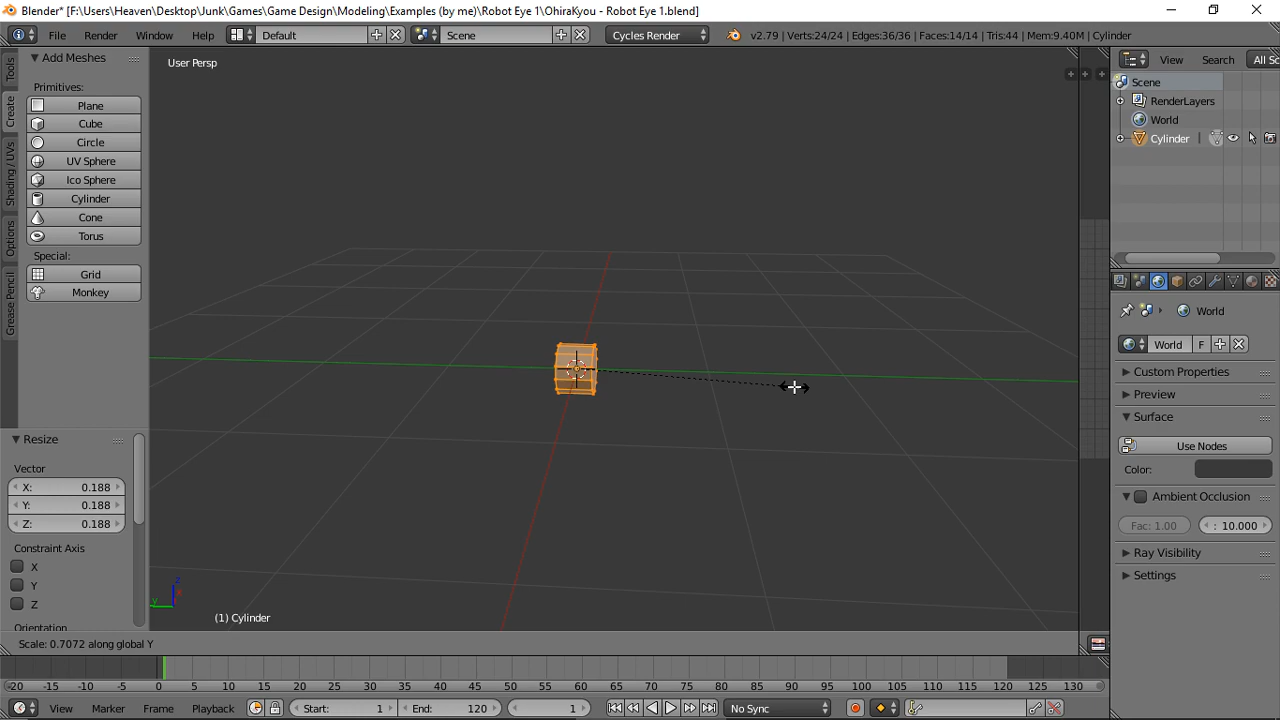 Blender* [F:\Users\Heaven\Desktop\Junk\Games\Game Design\Modeling\Examples (by me)\Robot Eye 1\OhiraKyou - Robot Eye 1.blend]
File Render Window Help Default Scene Cycles Render v2.79 | Verts:24/24 | Edges:36/36 | Faces:14/14 | Tris:44 | Mem:9.40M | Cylinder
Tools
Create
Shading / UVs
Options
Grease Pencil
Add Meshes
Primitives:
Plane
Cube
Circle
UV Sphere
Ico Sphere
Cylinder
Cone
Torus
Special:
Grid
Monkey
Resize
Vector
X: 0.188
Y: 0.188
Z: 0.188
Constraint Axis
X
Y
Z
Orientation
User Persp
z
y
(1) Cylinder
Scale: 0.7072 along global Y
View Search All Sc
Scene
RenderLayers
World
Cylinder
World
World F
Custom Properties
Preview
Surface
Use Nodes
Color:
Ambient Occlusion
Fac: 1.00 : 10.000
Ray Visibility
Settings
-20 -15 -10 -5 0 5 10 15 20 25 30 35 40 45 50 55 60 65 70 75 80 85 90 95 100 105 110 115 120 125 130
View Marker Frame Playback Start: 1 End: 120 1 No Sync